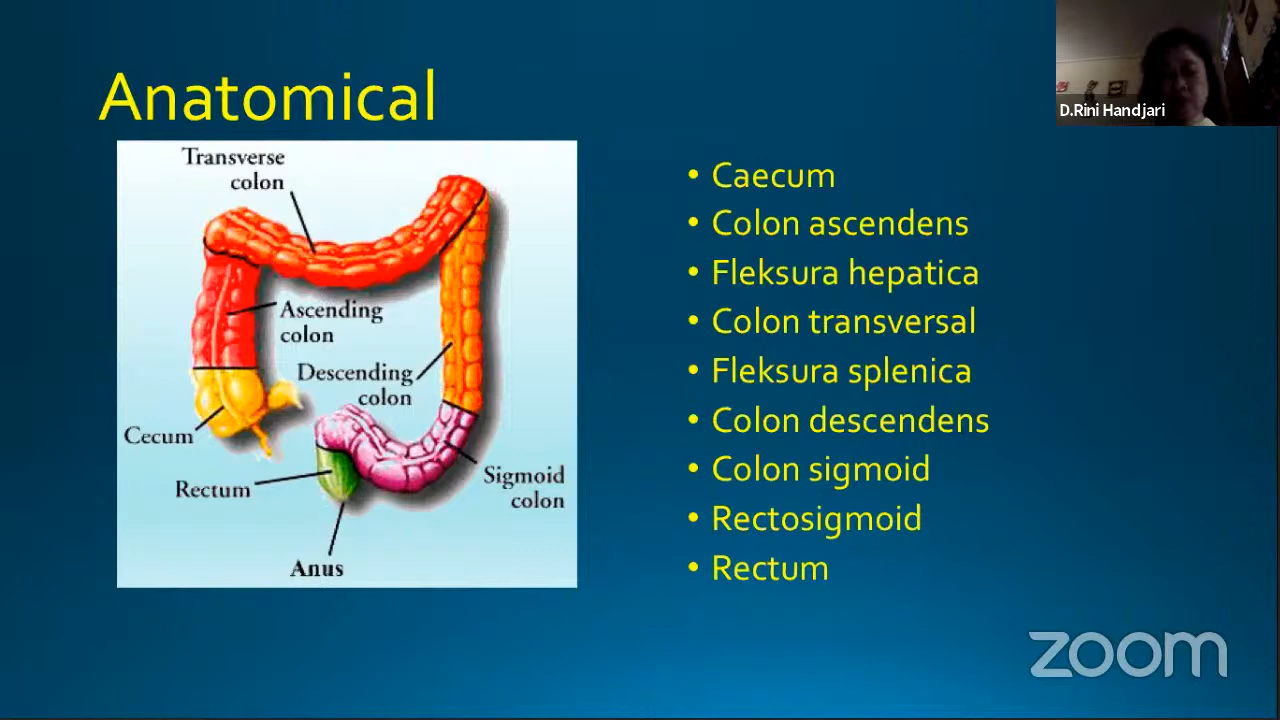 Anatomical
Transverse
colon
Ascending
colon
Descending
colon
Cecum
Rectum
Sigmoid
colon
Anus
• Caecum
• Colon ascendens
• Fleksura hepatica
• Colon transversal
• Fleksura splenica
• Colon descendens
• Colon sigmoid
• Rectosigmoid
• Rectum
D.Rini Handjari
zoom